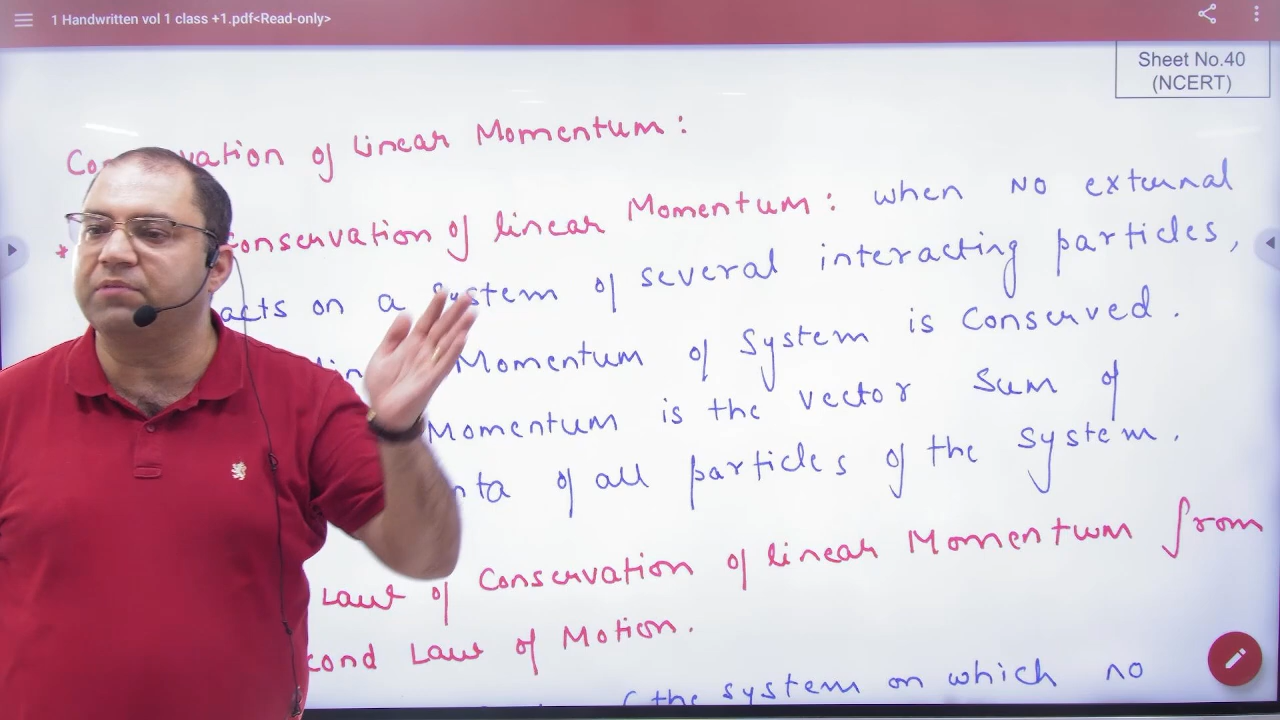 1 Handwritten vol 1 class +1.pdf<Read-only>
Sheet No.40
(NCERT)
of Linear Momentum :
* of linear Momentum : when no external
acts on a system of several interacting particles,
Momentum of system is conserved.
Momentum is the vector sum of
of all particles of the system.
Law of Conservation of linear Momentum from
Law of Motion.
(the system on which no